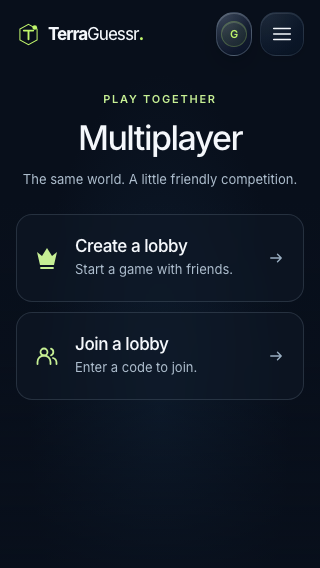 TerraGuessr.
G
PLAY TOGETHER
Multiplayer
The same world. A little friendly competition.
Create a lobby
Start a game with friends.
Join a lobby
Enter a code to join.